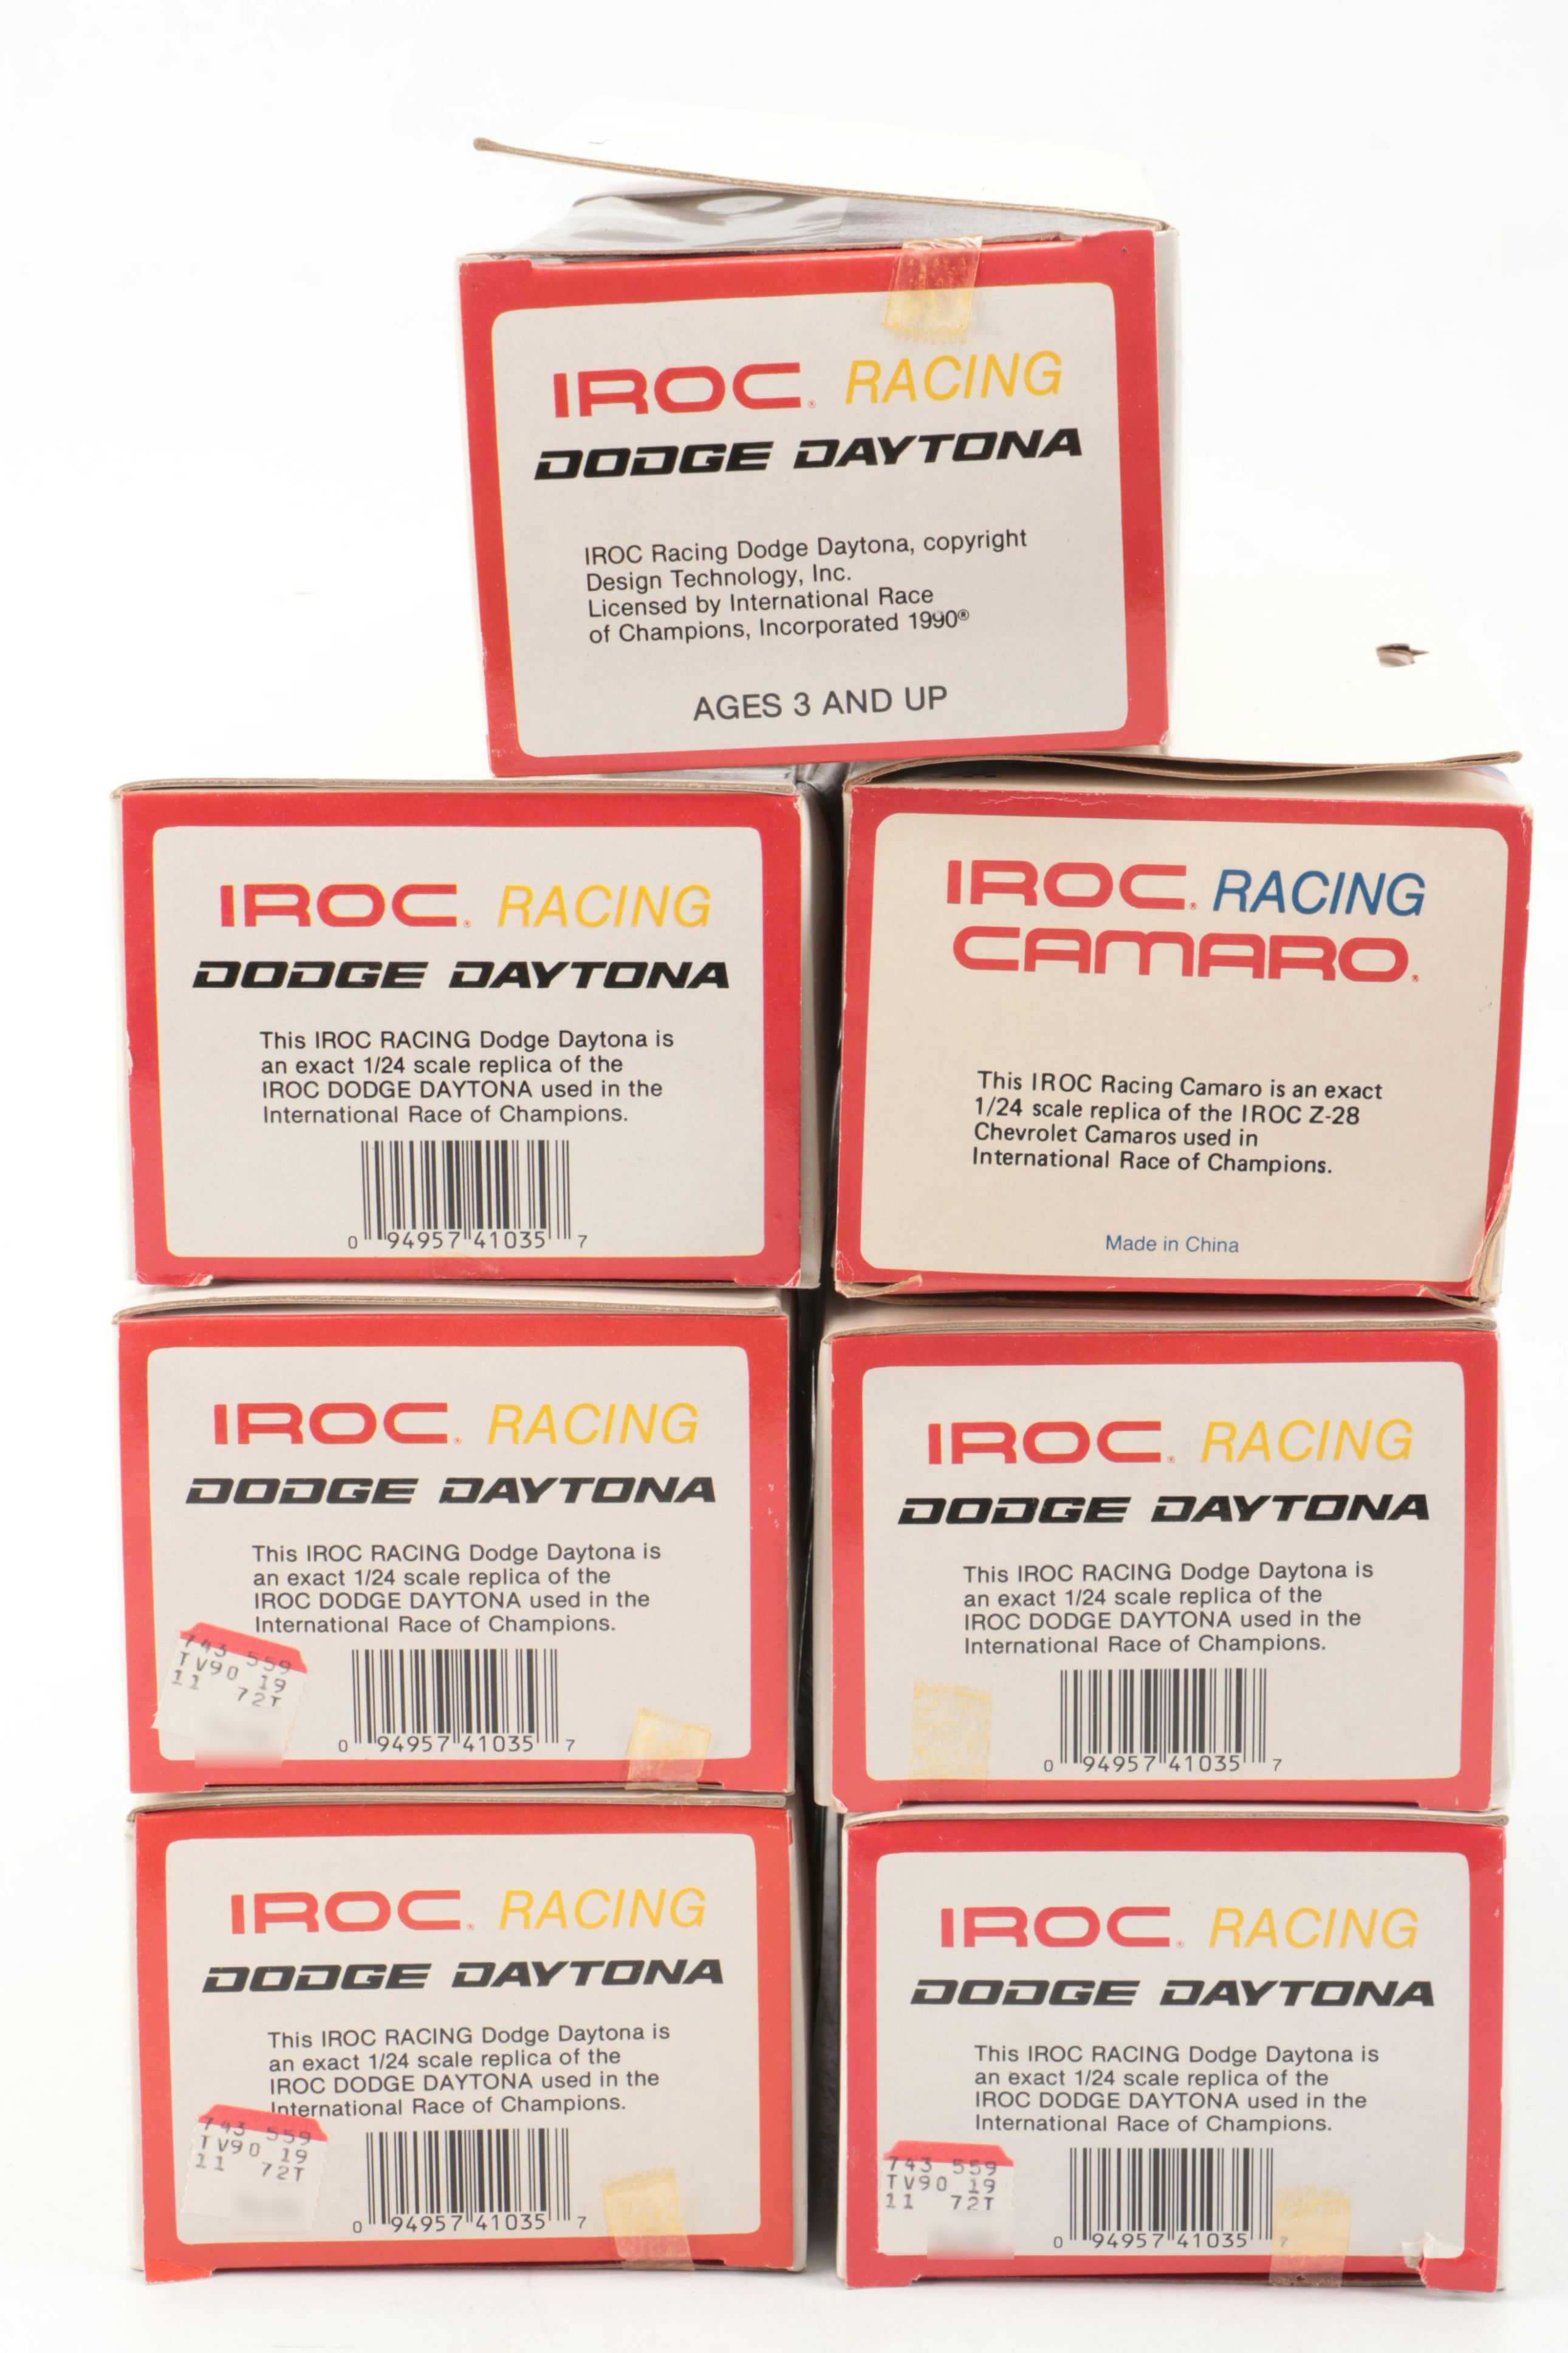 IROC® RACING
DODGE DAYTONA
IROC Racing Dodge Daytona, copyright
Design Technology, Inc.
Licensed by International Race
of Champions, Incorporated 1990®
AGES 3 AND UP
IROC® RACING
DODGE DAYTONA
This IROC RACING Dodge Daytona is
an exact 1/24 scale replica of the
IROC DODGE DAYTONA used in the
International Race of Champions.
0 94957 41035 7
IROC® RACING
CAMARO®
This IROC Racing Camaro is an exact
1/24 scale replica of the IROC Z-28
Chevrolet Camaros used in
International Race of Champions.
Made in China
IROC® RACING
DODGE DAYTONA
This IROC RACING Dodge Daytona is
an exact 1/24 scale replica of the
IROC DODGE DAYTONA used in the
International Race of Champions.
743 559
TV90 19
11 72T
0 94957 41035 7
IROC® RACING
DODGE DAYTONA
This IROC RACING Dodge Daytona is
an exact 1/24 scale replica of the
IROC DODGE DAYTONA used in the
International Race of Champions.
0 94957 41035 7
IROC® RACING
DODGE DAYTONA
This IROC RACING Dodge Daytona is
an exact 1/24 scale replica of the
IROC DODGE DAYTONA used in the
International Race of Champions.
743 559
TV90 19
11 72T
0 94957 41035 7
IROC® RACING
DODGE DAYTONA
This IROC RACING Dodge Daytona is
an exact 1/24 scale replica of the
IROC DODGE DAYTONA used in the
International Race of Champions.
743 559
TV90 19
11 72T
0 94957 41035 7